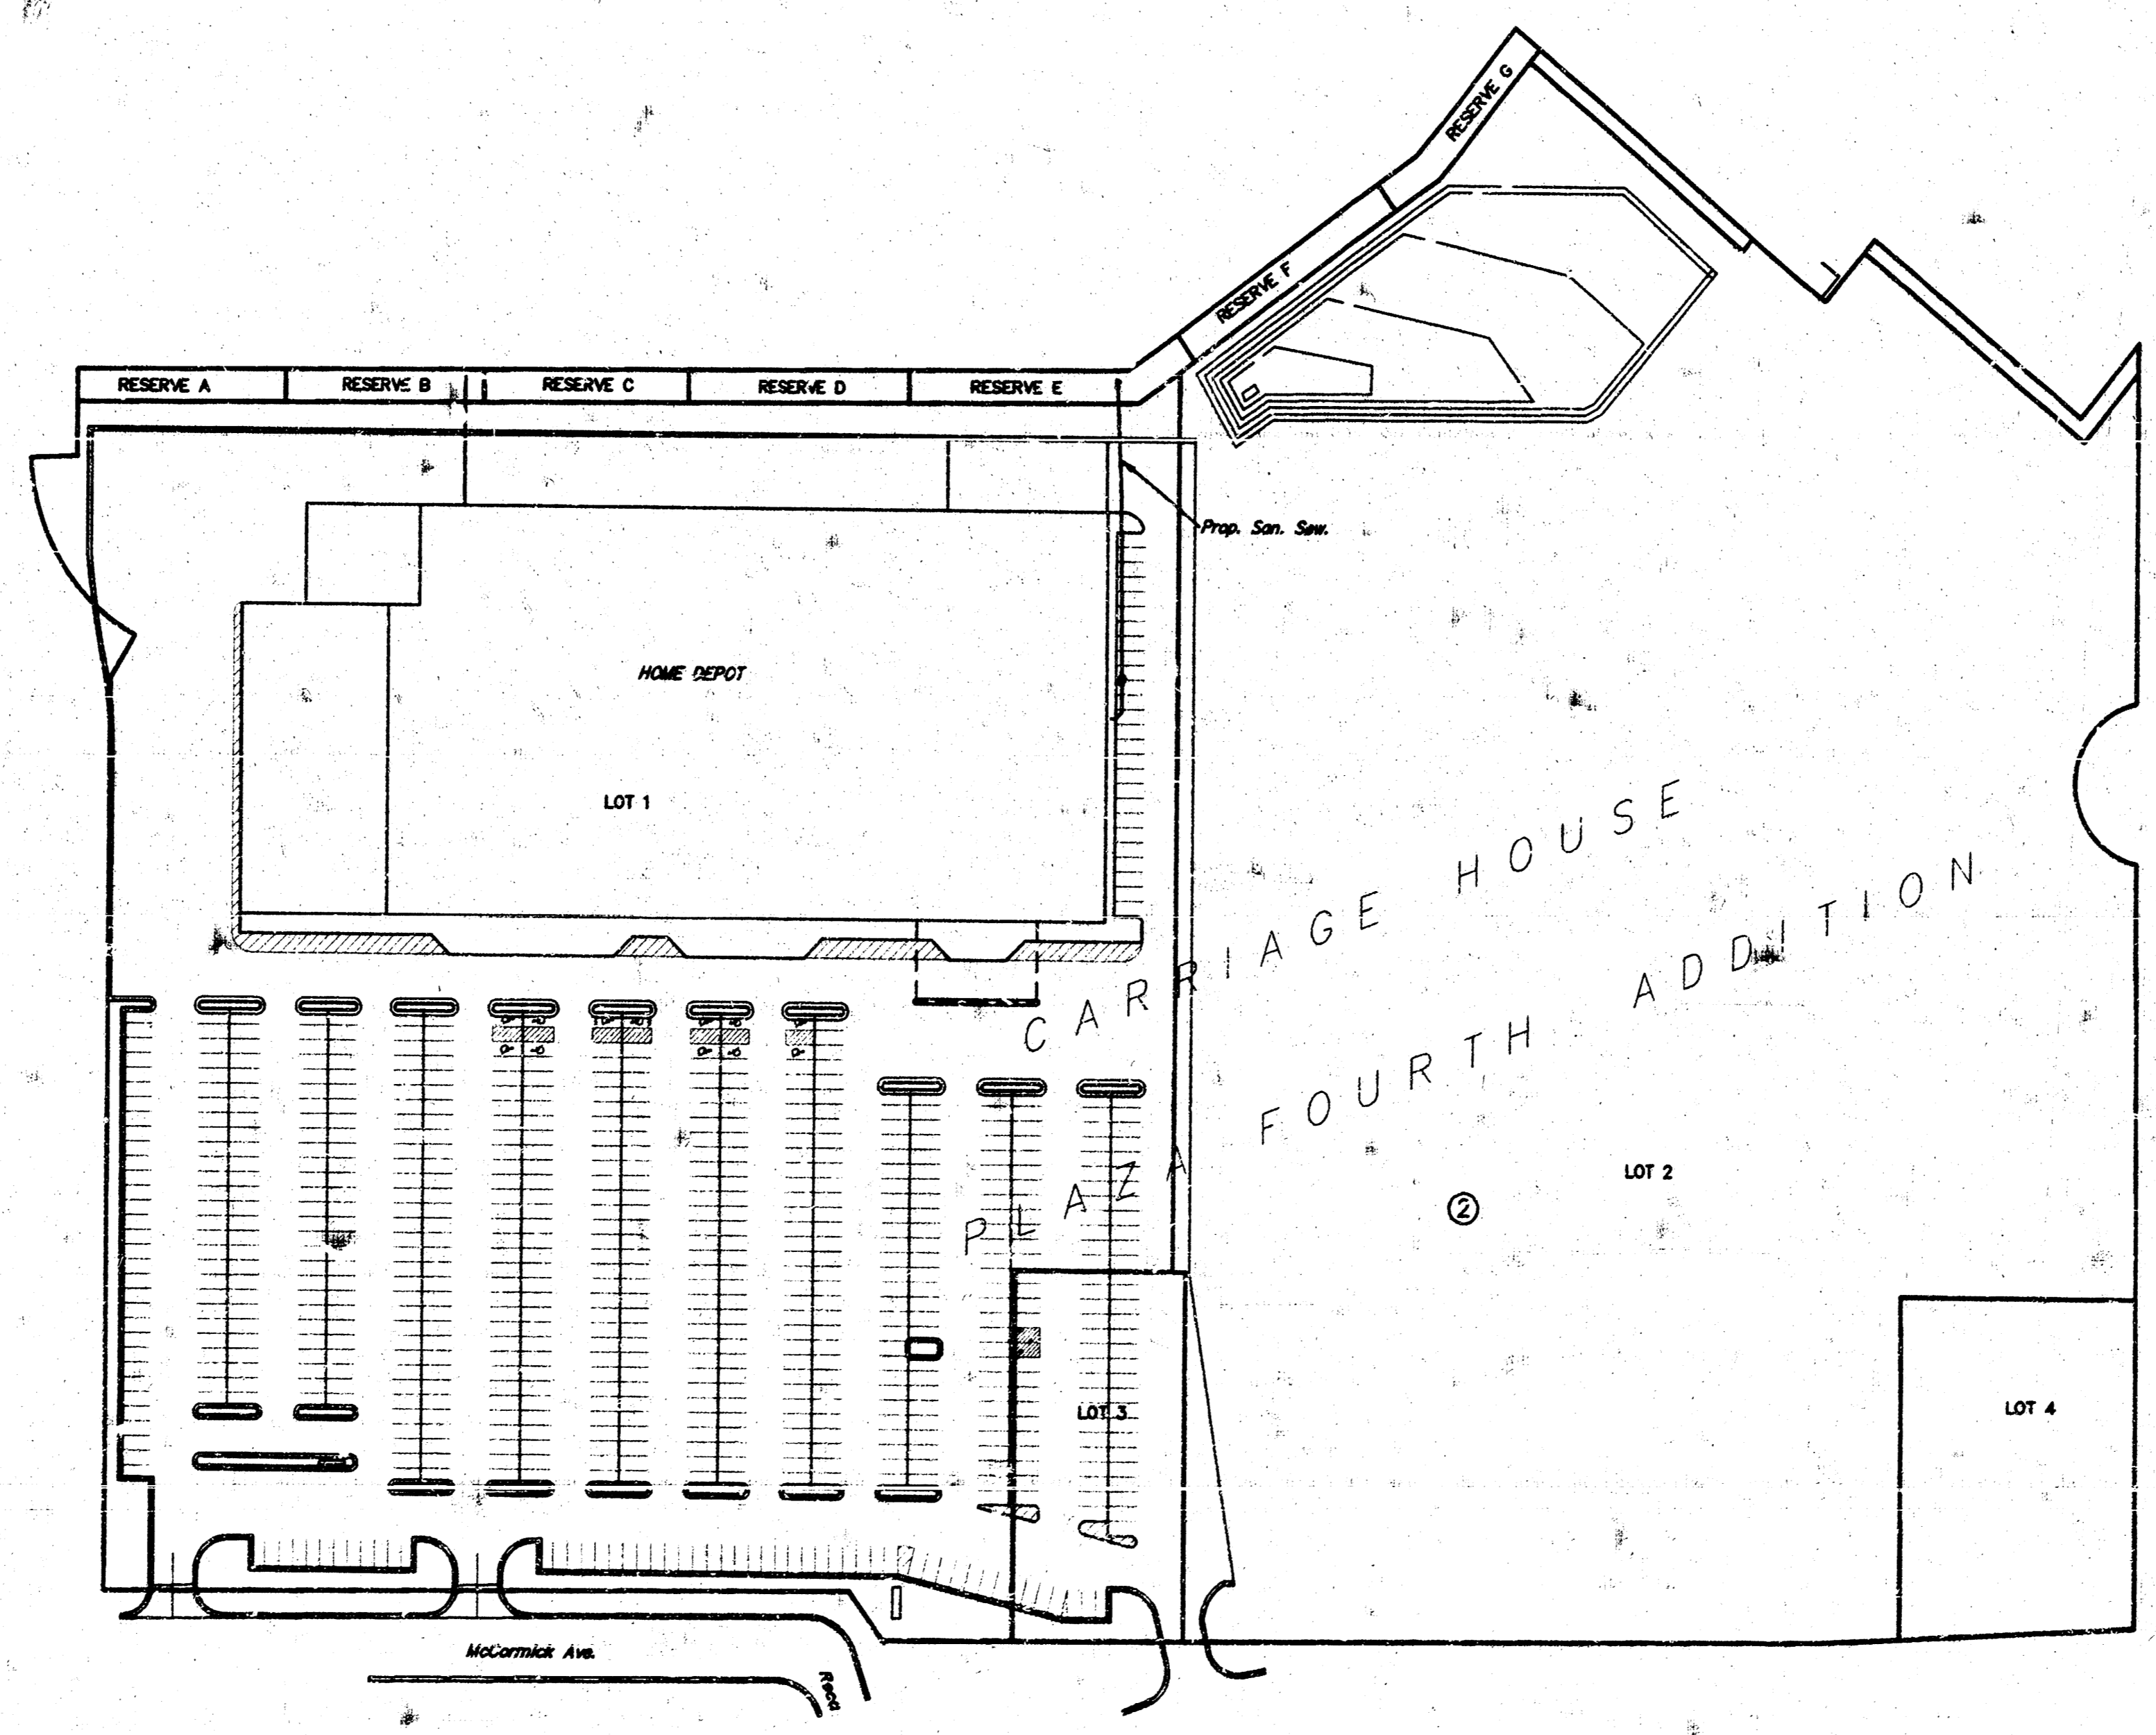 RESERVE G
RESERVE F
RESERVE A
RESERVE B
RESERVE C
RESERVE D
RESERVE E
Prop. San. Sew.
HOME DEPOT
LOT 1
CARRIAGE HOUSE
PLAZA
FOURTH ADDITION
LOT 2
2
LOT 3
LOT 4
McCormick Ave.